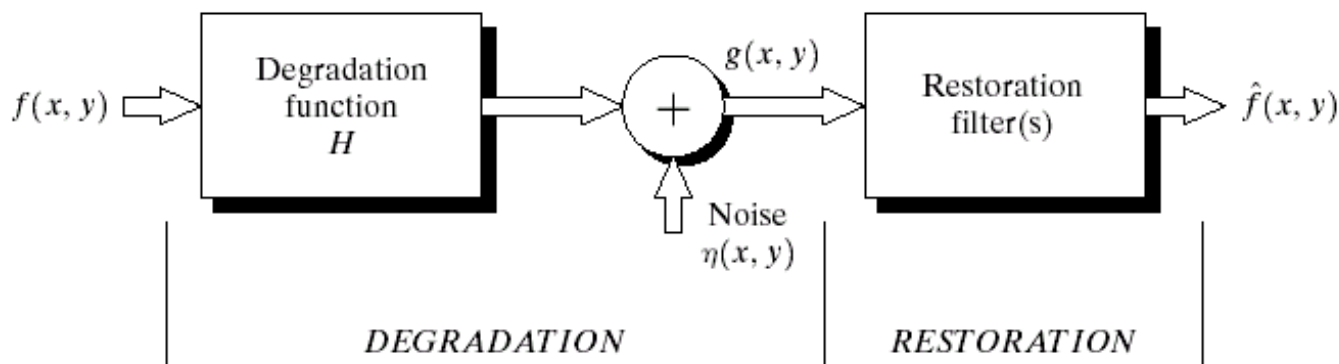 f(x, y)
Degradation
function
H
+
g(x, y)
Noise
η(x, y)
Restoration
filter(s)
f̂(x, y)
DEGRADATION
RESTORATION